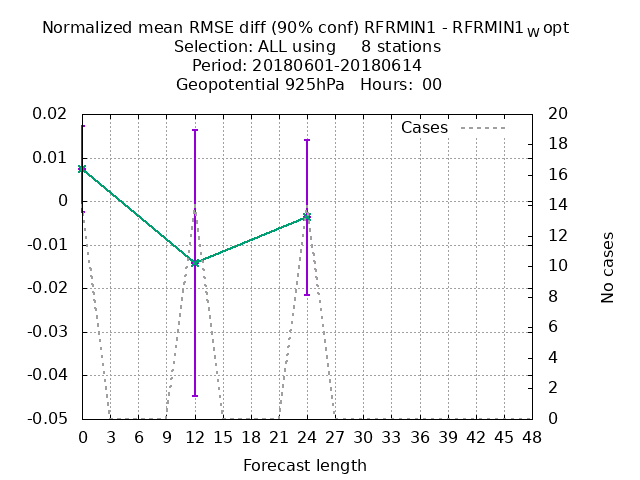 Normalized mean RMSE diff (90% conf) RFRMIN1 - RFRMIN1W opt
Selection: ALL using 8 stations
Period: 20180601-20180614
Geopotential 925hPa Hours: 00
Cases
0.02
0.01
0
-0.01
-0.02
-0.03
-0.04
-0.05
20
18
16
14
12
10
8
6
4
2
0
No cases
0 3 6 9 12 15 18 21 24 27 30 33 36 39 42 45 48
Forecast length